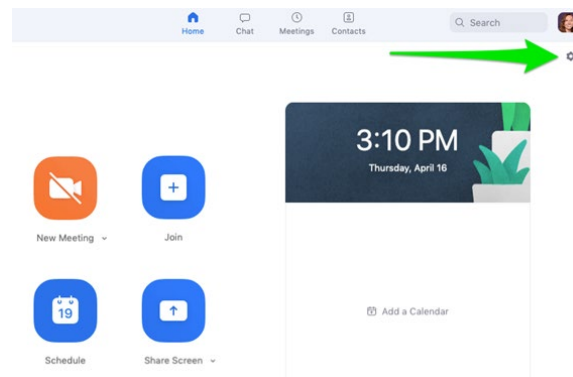 Home
Chat
Meetings
Contacts
Search
3:10 PM
Thursday, April 16
New Meeting
Join
19
Schedule
Share Screen
Add a Calendar